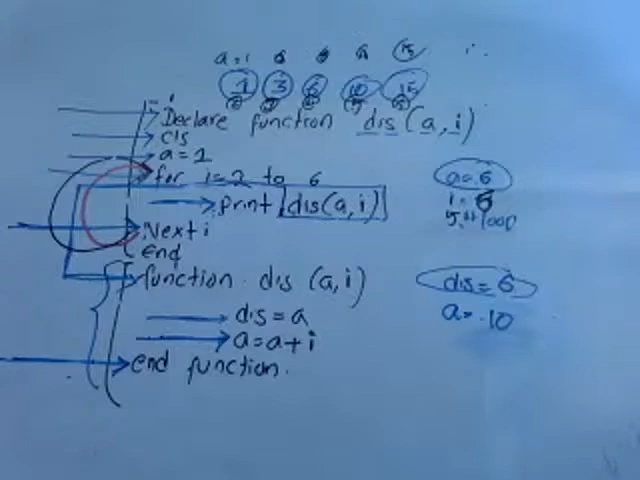 a=1
1 3 6 10 15
Declare function dis(a,i)
cls
a=1
for i=2 to 6
print dis(a,i)
Next i
end
function dis (a,i)
dis=a
a=a+i
end function.
a=6
i=
loop
dis=6
a=10